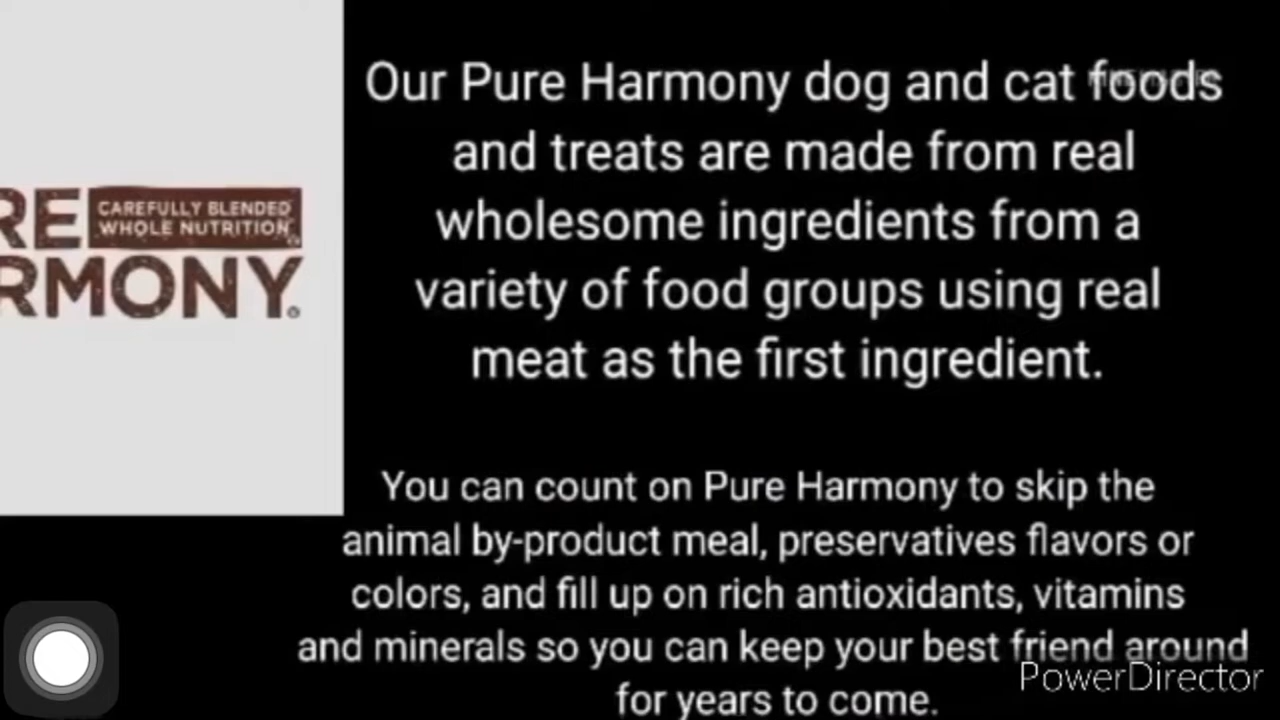 RE CAREFULLY BLENDED
WHOLE NUTRITION
RMONY.
Our Pure Harmony dog and cat foods
and treats are made from real
wholesome ingredients from a
variety of food groups using real
meat as the first ingredient.
You can count on Pure Harmony to skip the
animal by-product meal, preservatives flavors or
colors, and fill up on rich antioxidants, vitamins
and minerals so you can keep your best friend around
for years to come.
PowerDirector